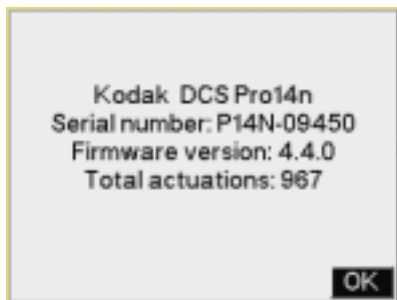 Kodak DCS Pro14n
Serial number: P14N-09450
Firmware version: 4.4.0
Total actuations: 967
OK